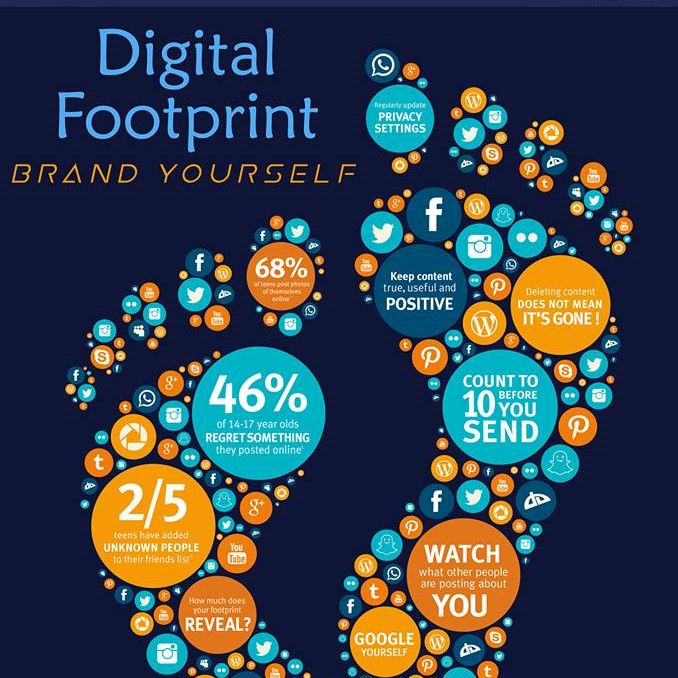 Digital
Footprint
BRAND YOURSELF
Regularly update
PRIVACY
SETTINGS
68%
of teens post photos
of themselves
online
Keep content
true, useful and
POSITIVE
Deleting content
DOES NOT MEAN
IT'S GONE !
46%
of 14-17 year olds
REGRET SOMETHING
they posted online
COUNT TO
10 BEFORE YOU
SEND
2/5
teens have added
UNKNOWN PEOPLE
to their friends list
You
Tube
How much does
your footprint
REVEAL?
WATCH
what other people
are posting about
YOU
GOOGLE
YOURSELF